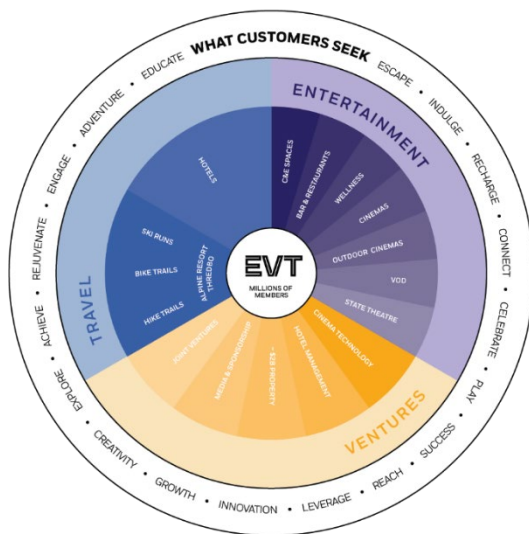 WHAT CUSTOMERS SEEK
ESCAPE • INDULGE • RECHARGE • CONNECT • CELEBRATE • PLAY • SUCCESS • REACH • LEVERAGE • INNOVATION • GROWTH • CREATIVITY • EXPLORE • ACHIEVE • REJUVENATE • ENGAGE • ADVENTURE • EDUCATE
ENTERTAINMENT
C&E SPACES
BAR & RESTAURANTS
WELLNESS
CINEMAS
OUTDOOR CINEMAS
VOD
STATE THEATRE
VENTURES
CINEMA TECHNOLOGY
HOTEL MANAGEMENT
~ B2B PROPERTY
MEDIA & SPONSORSHIP
JOINT VENTURES
TRAVEL
HOTELS
ALPINE RESORT
THREDBO
SKI RUNS
BIKE TRAILS
HIKE TRAILS
EVT
MILLIONS OF
MEMBERS